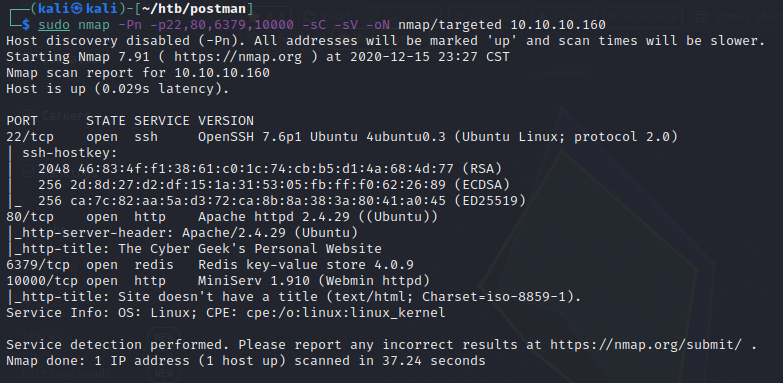 ┌──(kali㉿kali)-[~/htb/postman]
└─$ sudo nmap -Pn -p22,80,6379,10000 -sC -sV -oN nmap/targeted 10.10.10.160
Host discovery disabled (-Pn). All addresses will be marked 'up' and scan times will be slower.
Starting Nmap 7.91 ( https://nmap.org ) at 2020-12-15 23:27 CST
Nmap scan report for 10.10.10.160
Host is up (0.029s latency).

PORT      STATE SERVICE VERSION
22/tcp    open  ssh     OpenSSH 7.6p1 Ubuntu 4ubuntu0.3 (Ubuntu Linux; protocol 2.0)
| ssh-hostkey:
|   2048 46:83:4f:f1:38:61:c0:1c:74:cb:b5:d1:4a:68:4d:77 (RSA)
|   256 2d:8d:27:d2:df:15:1a:31:53:05:fb:ff:f0:62:26:89 (ECDSA)
|_  256 ca:7c:82:aa:5a:d3:72:ca:8b:8a:38:3a:80:41:a0:45 (ED25519)
80/tcp    open  http    Apache httpd 2.4.29 ((Ubuntu))
|_http-server-header: Apache/2.4.29 (Ubuntu)
|_http-title: The Cyber Geek's Personal Website
6379/tcp  open  redis   Redis key-value store 4.0.9
10000/tcp open  http    MiniServ 1.910 (Webmin httpd)
|_http-title: Site doesn't have a title (text/html; Charset=iso-8859-1).
Service Info: OS: Linux; CPE: cpe:/o:linux:linux_kernel

Service detection performed. Please report any incorrect results at https://nmap.org/submit/ .
Nmap done: 1 IP address (1 host up) scanned in 37.24 seconds